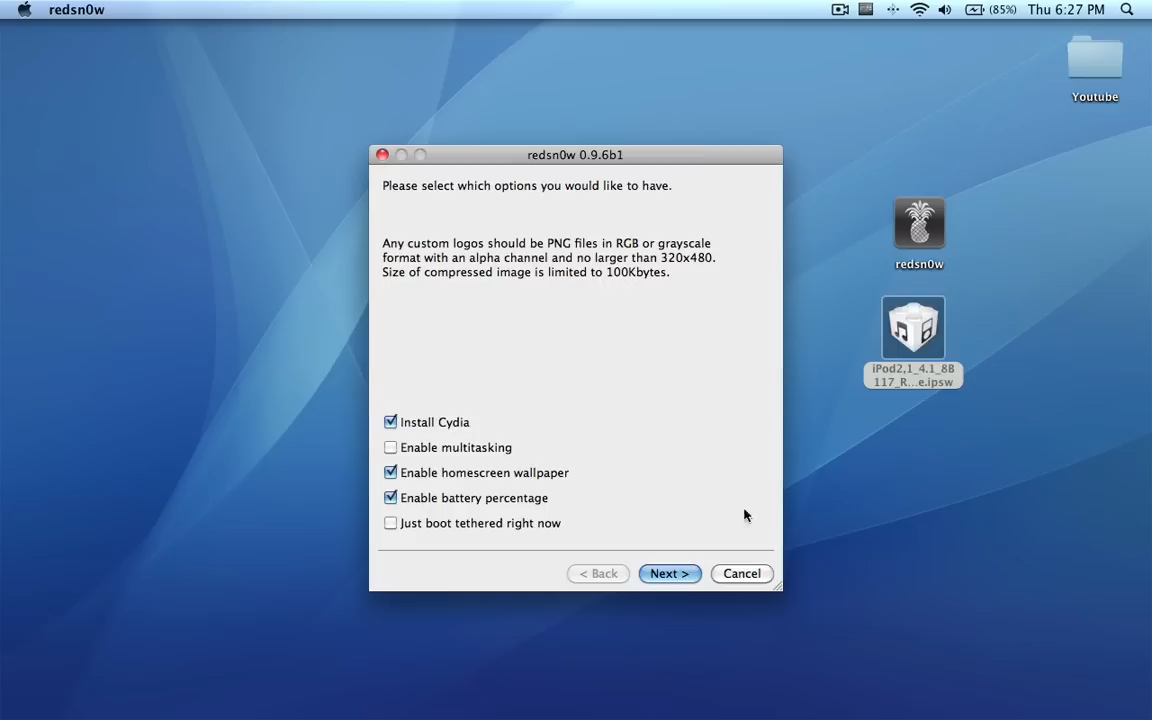 redsn0w
(85%)
Thu 6:27 PM
Youtube
redsn0w 0.9.6b1
Please select which options you would like to have.
Any custom logos should be PNG files in RGB or grayscale
format with an alpha channel and no larger than 320x480.
Size of compressed image is limited to 100Kbytes.
Install Cydia
Enable multitasking
Enable homescreen wallpaper
Enable battery percentage
Just boot tethered right now
< Back
Next >
Cancel
redsn0w
iPod2,1_4.1_8B
117_R...e.ipsw